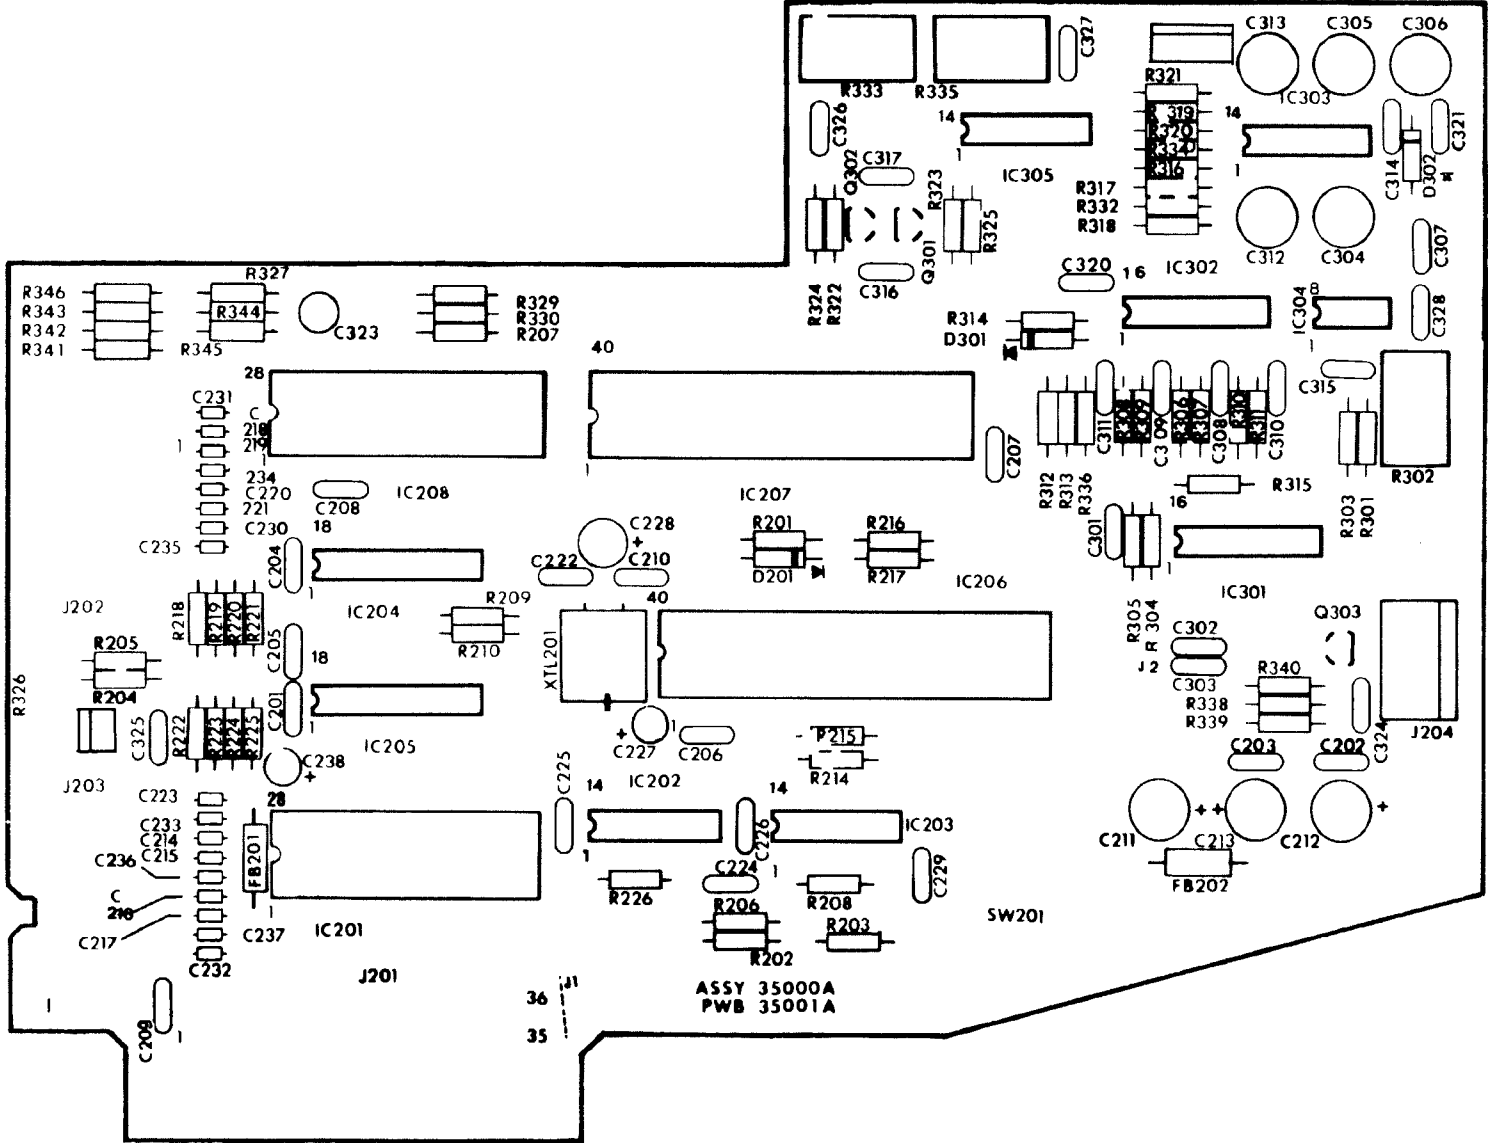 C313 C305 C306
C327
R333 R335 R321
IC303
C326 14 R 319 14
R320
R334
C321
Q302 C317 1 IC305 R316 1 C314 D302
R323 R317
R332
R325 R318
C307
Q301
C320 16 IC302 C312 C304
C316
R324 R322
R327
R346 R329 R314 IC304 8
R343 R344 R330
R342 C323 R207 D301 C328
R341 R345 40 1 1
28 C315
C231 C
218
1 219
1 1 C207 C311 R308 R309 C309 R306 R307 C308 R310 R311 C310
234
C220 C208 IC208 IC207 R312 R313 R336 R315 R302
221 16 R303 R301
C230 18 C228 R201 R216 C301
C235 C204 + D201 R217 1
C222 C210 IC206
1 40 IC301
J202 IC204 R209 R305 R 304 Q303
R218 R219 R220 R221 C302
R205 C205 18 R210 XTL201 J2
R204 C303 R340
R326 R338
C325 R222 R223 R224 R225 C201 1 + 1 R339
IC205 C227 C206 R215 C324 J204
J203 C238 + C225 IC202 R214 C203 C202
C223 28 14 14
C233 + + +
C214 FB201 C226 IC203 C211 C213 C212
C215
C236 1 1 C224 C229 FB202
C R226 R208
216 1 R206 SW201
C217 C237 IC201 R203
C232 R202
J201
ASSY 35000A
36 J1 PWB 35001A
1 C209 1 35